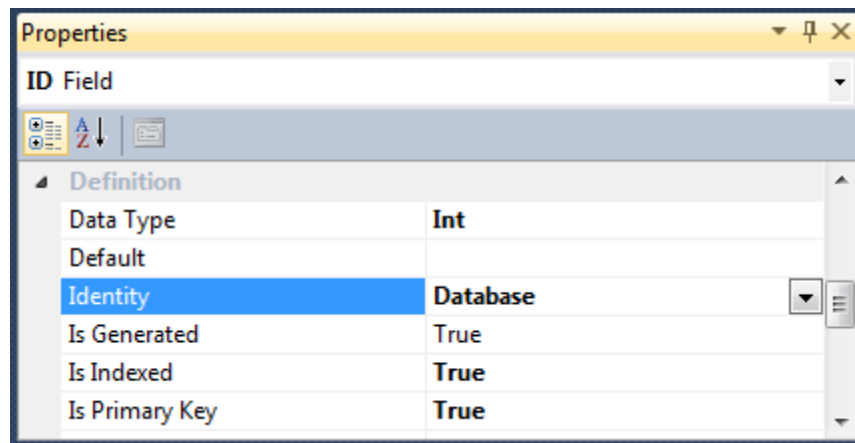 Properties
ID Field
A
Z
Definition
Data Type Int
Default
Identity Database
Is Generated True
Is Indexed True
Is Primary Key True